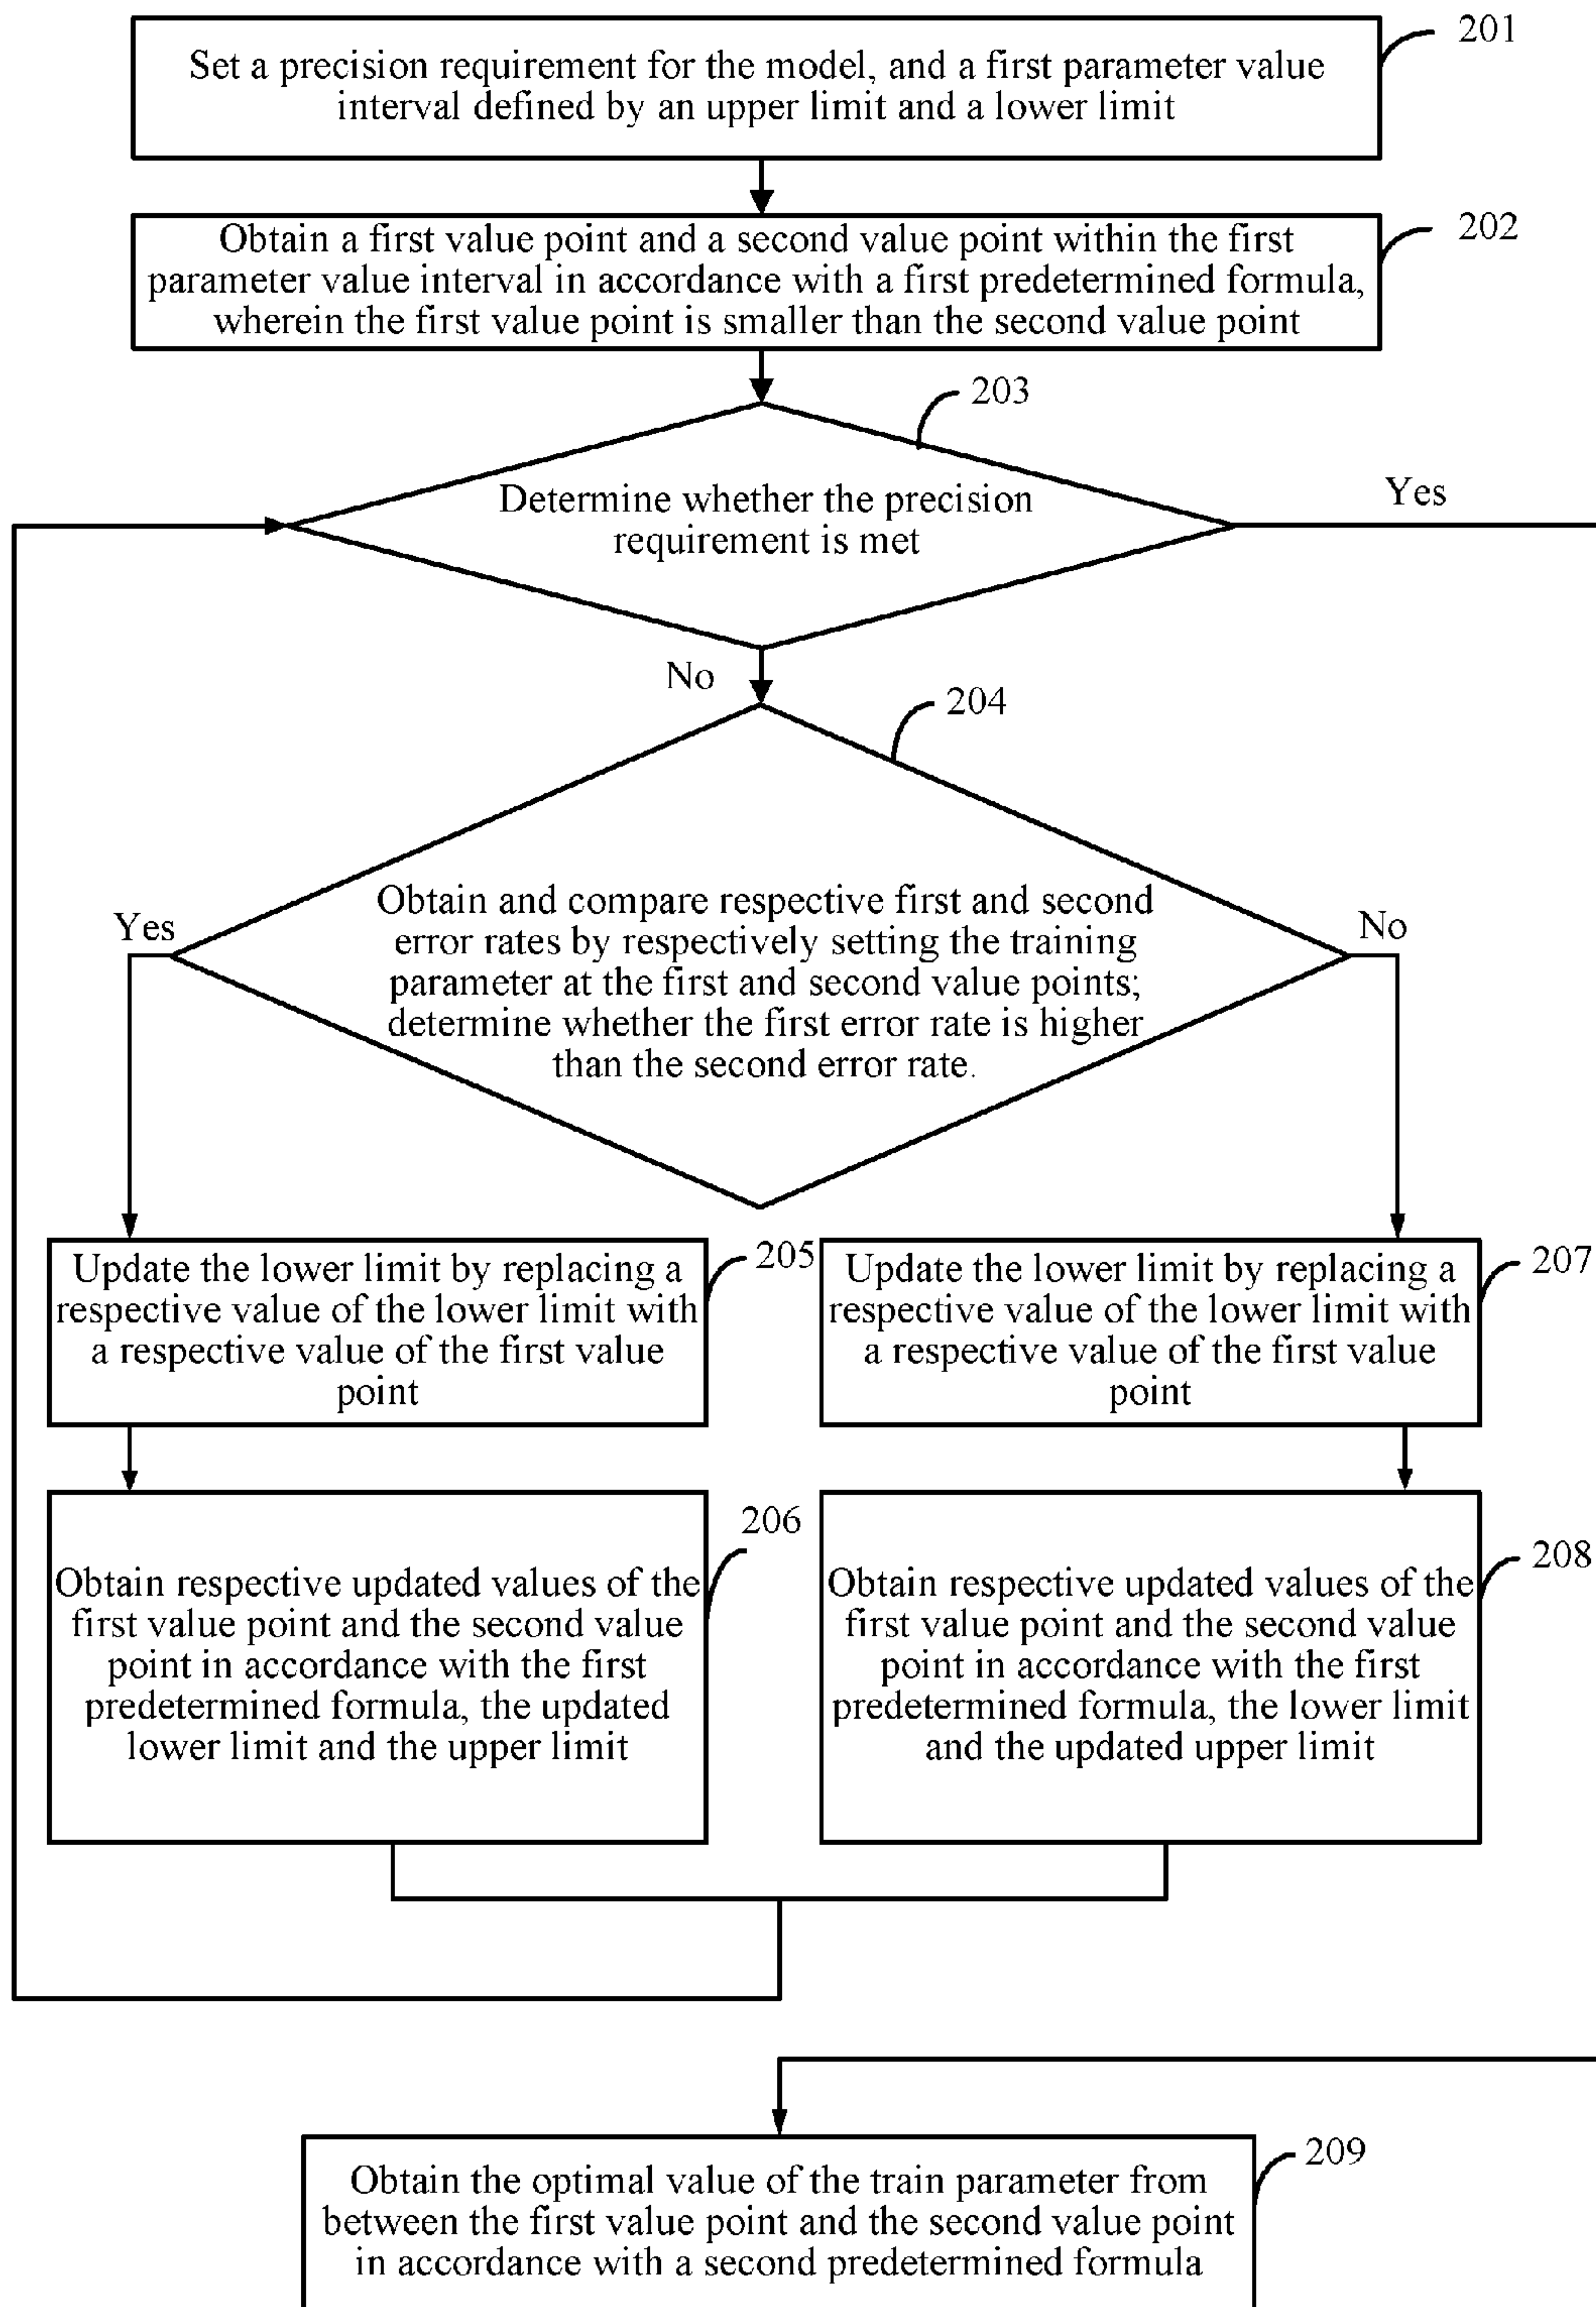 201
Set a precision requirement for the model, and a first parameter value
interval defined by an upper limit and a lower limit
202
Obtain a first value point and a second value point within the first
parameter value interval in accordance with a first predetermined formula,
wherein the first value point is smaller than the second value point
203
Determine whether the precision
requirement is met
Yes
No
204
Obtain and compare respective first and second
error rates by respectively setting the training
parameter at the first and second value points;
determine whether the first error rate is higher
than the second error rate.
Yes
No
205
Update the lower limit by replacing a
respective value of the lower limit with
a respective value of the first value
point
207
Update the lower limit by replacing a
respective value of the lower limit with
a respective value of the first value
point
206
Obtain respective updated values of the
first value point and the second value
point in accordance with the first
predetermined formula, the updated
lower limit and the upper limit
208
Obtain respective updated values of the
first value point and the second value
point in accordance with the first
predetermined formula, the lower limit
and the updated upper limit
209
Obtain the optimal value of the train parameter from
between the first value point and the second value point
in accordance with a second predetermined formula